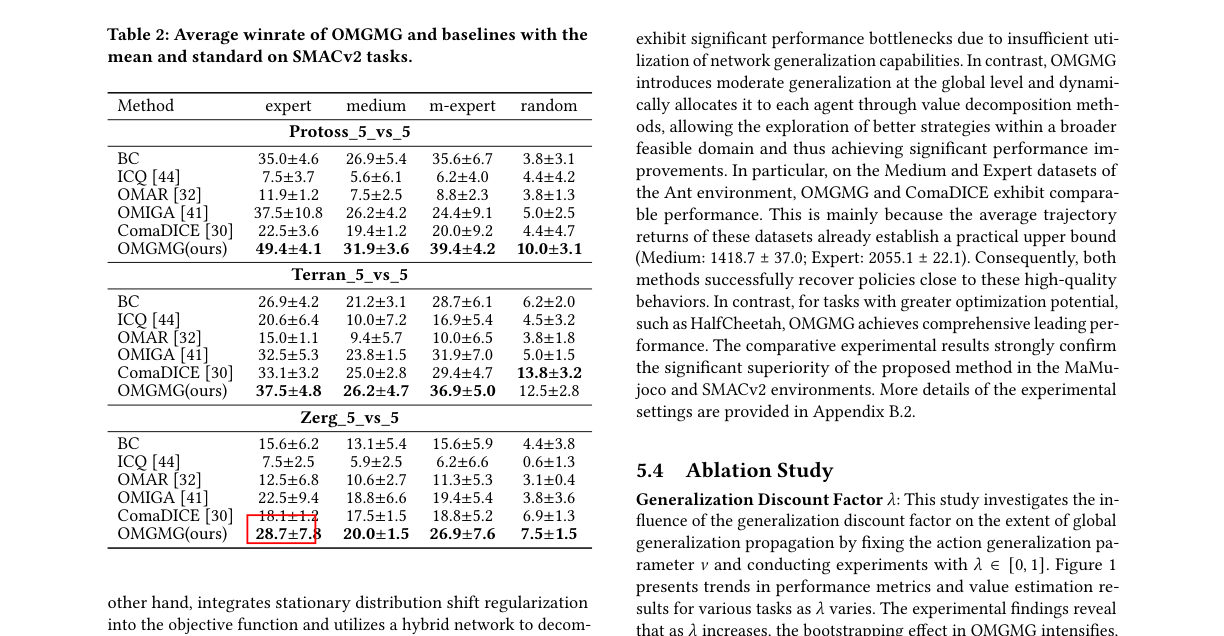 Table 2: Average winrate of OMGMG and baselines with the
mean and standard on SMACv2 tasks.
Method expert medium m-expert random
Protoss_5_vs_5
BC 35.0±4.6 26.9±5.4 35.6±6.7 3.8±3.1
ICQ [44] 7.5±3.7 5.6±6.1 6.2±4.0 4.4±4.2
OMAR [32] 11.9±1.2 7.5±2.5 8.8±2.3 3.8±1.3
OMIGA [41] 37.5±10.8 26.2±4.2 24.4±9.1 5.0±2.5
ComaDICE [30] 22.5±3.6 19.4±1.2 20.0±9.2 4.4±4.7
OMGMG(ours) 49.4±4.1 31.9±3.6 39.4±4.2 10.0±3.1
Terran_5_vs_5
BC 26.9±4.2 21.2±3.1 28.7±6.1 6.2±2.0
ICQ [44] 20.6±6.4 10.0±7.2 16.9±5.4 4.5±3.2
OMAR [32] 15.0±1.1 9.4±5.7 10.0±6.5 3.8±1.8
OMIGA [41] 32.5±5.3 23.8±1.5 31.9±7.0 5.0±1.5
ComaDICE [30] 33.1±3.2 25.0±2.8 29.4±4.7 13.8±3.2
OMGMG(ours) 37.5±4.8 26.2±4.7 36.9±5.0 12.5±2.8
Zerg_5_vs_5
BC 15.6±6.2 13.1±5.4 15.6±5.9 4.4±3.8
ICQ [44] 7.5±2.5 5.9±2.5 6.2±6.6 0.6±1.3
OMAR [32] 12.5±6.8 10.6±2.7 11.3±5.3 3.1±0.4
OMIGA [41] 22.5±9.4 18.8±6.6 19.4±5.4 3.8±3.6
ComaDICE [30] 18.1±1.2 17.5±1.5 18.8±5.2 6.9±1.3
OMGMG(ours) 28.7±7.8 20.0±1.5 26.9±7.6 7.5±1.5
other hand, integrates stationary distribution shift regularization
into the objective function and utilizes a hybrid network to decom-
exhibit significant performance bottlenecks due to insufficient uti-
lization of network generalization capabilities. In contrast, OMGMG
introduces moderate generalization at the global level and dynami-
cally allocates it to each agent through value decomposition meth-
ods, allowing the exploration of better strategies within a broader
feasible domain and thus achieving significant performance im-
provements. In particular, on the Medium and Expert datasets of
the Ant environment, OMGMG and ComaDICE exhibit compara-
ble performance. This is mainly because the average trajectory
returns of these datasets already establish a practical upper bound
(Medium: 1418.7 ± 37.0; Expert: 2055.1 ± 22.1). Consequently, both
methods successfully recover policies close to these high-quality
behaviors. In contrast, for tasks with greater optimization potential,
such as HalfCheetah, OMGMG achieves comprehensive leading per-
formance. The comparative experimental results strongly confirm
the significant superiority of the proposed method in the MaMu-
joco and SMACv2 environments. More details of the experimental
settings are provided in Appendix B.2.
5.4 Ablation Study
Generalization Discount Factor λ: This study investigates the in-
fluence of the generalization discount factor on the extent of global
generalization propagation by fixing the action generalization pa-
rameter ν and conducting experiments with λ ∈ [0, 1]. Figure 1
presents trends in performance metrics and value estimation re-
sults for various tasks as λ varies. The experimental findings reveal
that as λ increases, the bootstrapping effect in OMGMG intensifies,